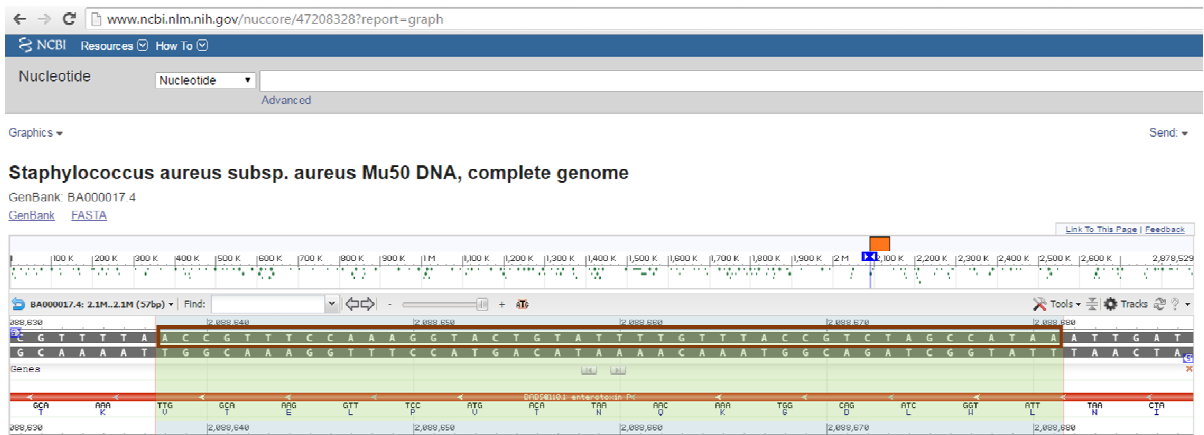 www.ncbi.nlm.nih.gov/nuccore/47208328?report=graph
NCBI Resources How To
Nucleotide Nucleotide
Advanced
Graphics Send:
Staphylococcus aureus subsp. aureus Mu50 DNA, complete genome
GenBank: BA000017.4
GenBank FASTA
Link To This Page | Feedback
100 K 200 K 300 K 400 K 500 K 600 K 700 K 800 K 900 K 1 M 1,100 K 1,200 K 1,300 K 1,400 K 1,500 K 1,600 K 1,700 K 1,800 K 1,900 K 2 M 2,100 K 2,200 K 2,300 K 2,400 K 2,500 K 2,600 K 2,878,529
BA000017.4: 2.1M..2.1M (57bp) Find: - + ATG Tools Tracks ?
088,630 2,088,640 2,088,650 2,088,660 2,088,670 2,088,680
C G T T T T A A C C G T T T C C A A A G G T A C T G T A T T T T G T T T A C C G T C T A G C C A T A A A T T G A T
G C A A A A T T G G C A A A G G T T T C C A T G A C A T A A A A C A A A T G G C A G A T C G G T A T T T A A C T A
Genes
enterotoxin P
GCA AAA TTG GCA AAG GTT TCC ATG ACA TAA AAC AAA TGG CAG ATC GGT ATT TAA CTA
T K V T E L P V T N Q K G D L W L N I
088,630 2,088,640 2,088,650 2,088,660 2,088,670 2,088,680